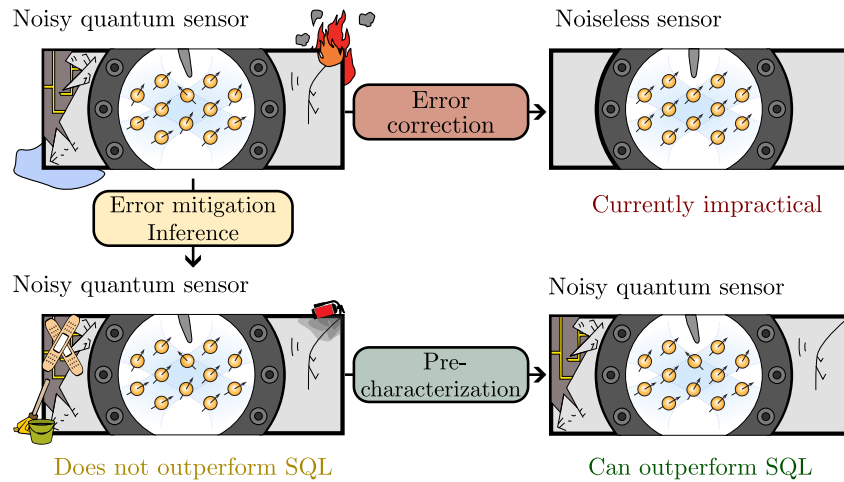 Noisy quantum sensor
Noiseless sensor
Error
correction
Currently impractical
Error mitigation
Inference
Noisy quantum sensor
Noisy quantum sensor
Pre-
characterization
Does not outperform SQL
Can outperform SQL